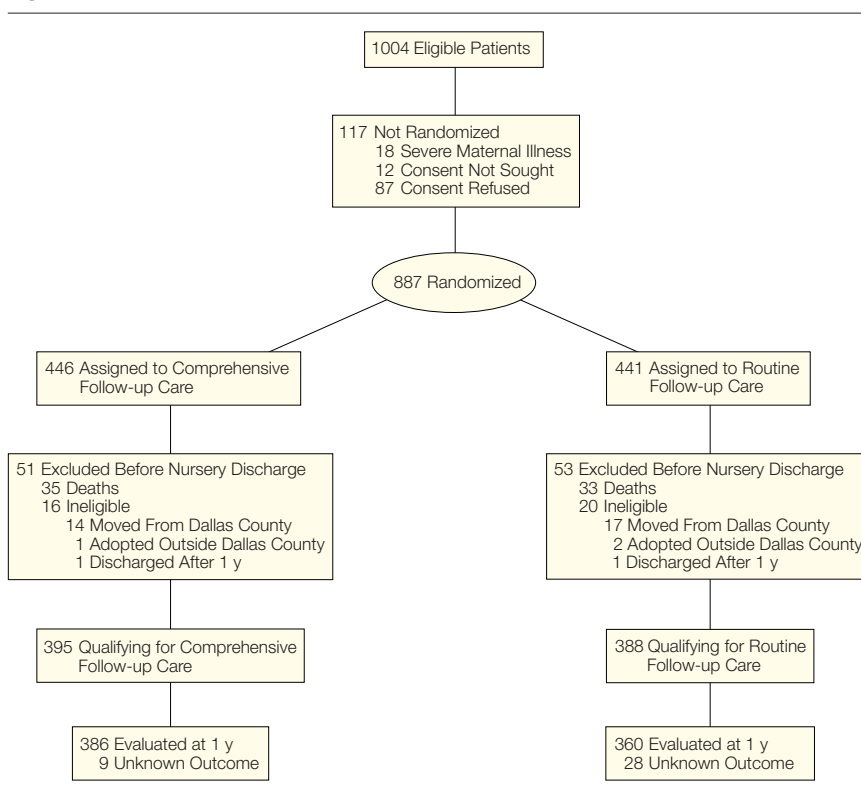 1004 Eligible Patients
117 Not Randomized
18 Severe Maternal Illness
12 Consent Not Sought
87 Consent Refused
887 Randomized
446 Assigned to Comprehensive
Follow-up Care
51 Excluded Before Nursery Discharge
35 Deaths
16 Ineligible
14 Moved From Dallas County
1 Adopted Outside Dallas County
1 Discharged After 1 y
395 Qualifying for Comprehensive
Follow-up Care
386 Evaluated at 1 y
9 Unknown Outcome
441 Assigned to Routine
Follow-up Care
53 Excluded Before Nursery Discharge
33 Deaths
20 Ineligible
17 Moved From Dallas County
2 Adopted Outside Dallas County
1 Discharged After 1 y
388 Qualifying for Routine
Follow-up Care
360 Evaluated at 1 y
28 Unknown Outcome